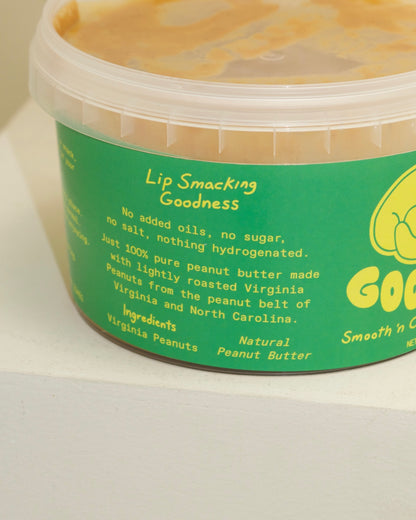 Lip Smacking
Goodness
No added oils, no sugar,
no salt, nothing hydrogenated.
Just 100% pure peanut butter made
with lightly roasted Virginia
Peanuts from the peanut belt of
Virginia and North Carolina.
Ingredients
Virginia Peanuts
Natural
Peanut Butter
GOO
Smooth 'n C
NE